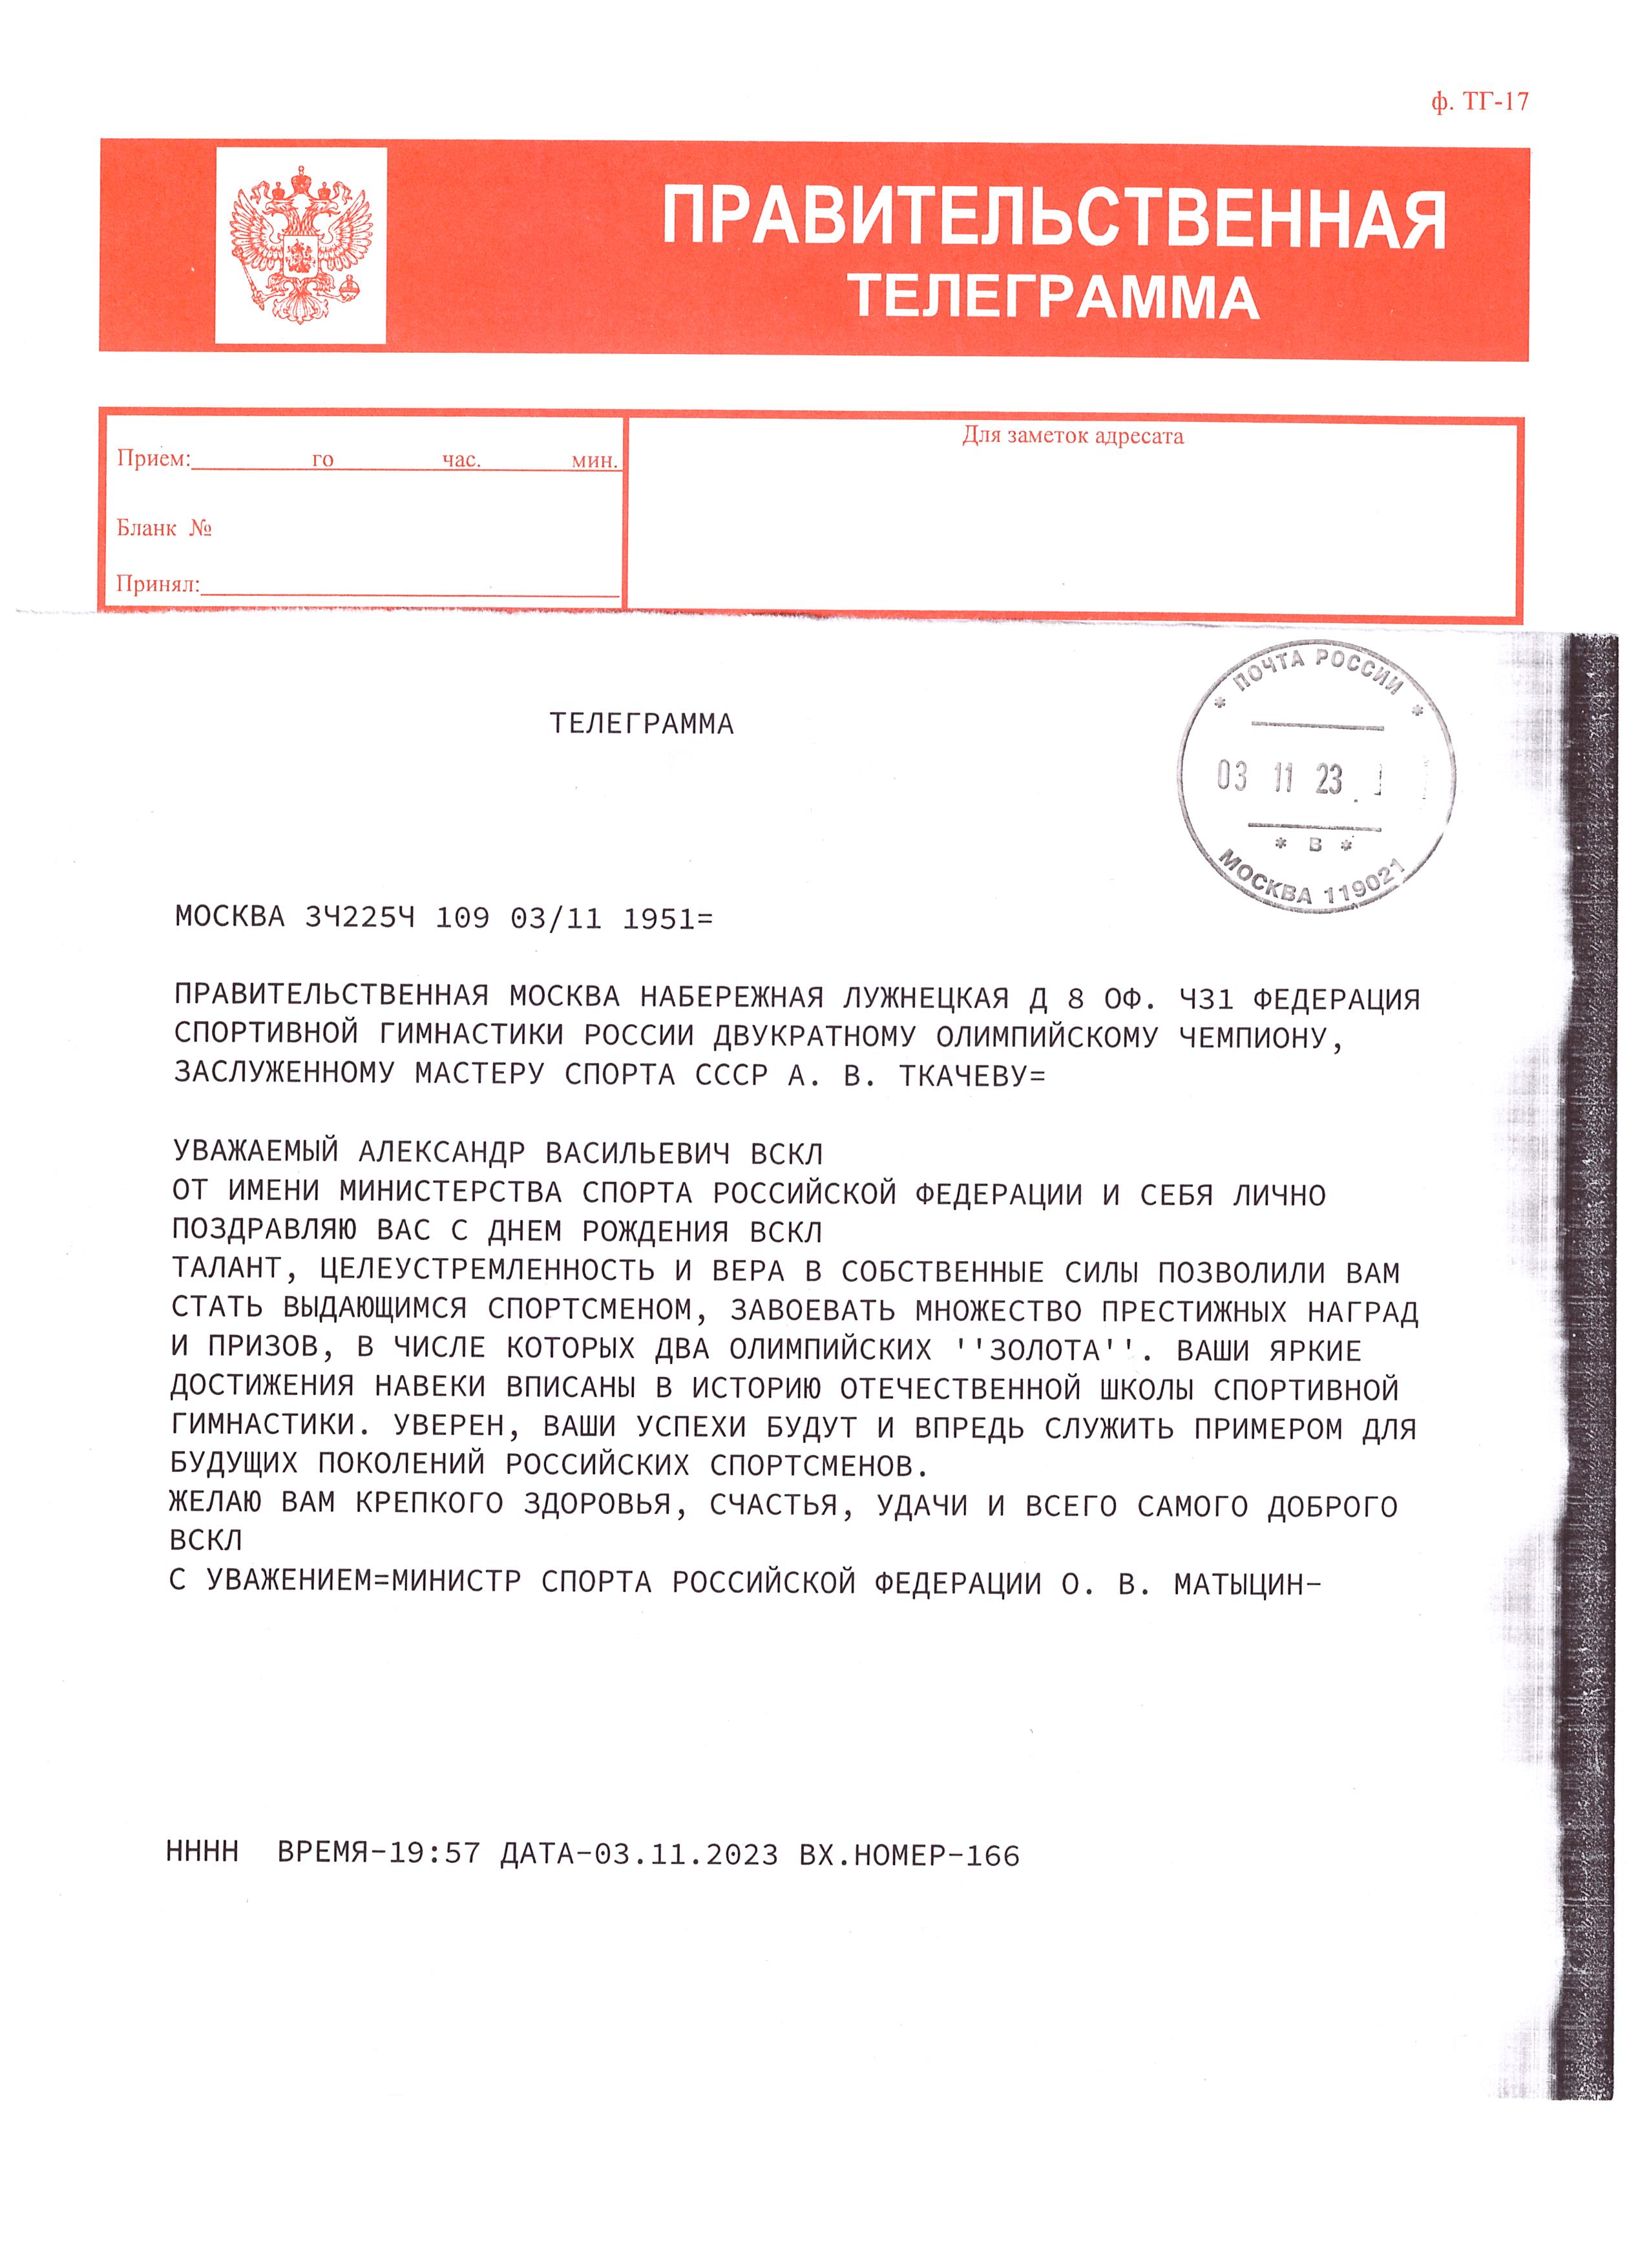 ф. ТГ-17
ПРАВИТЕЛЬСТВЕННАЯ
ТЕЛЕГРАММА
Прием: го час. мин.
Бланк №
Принял:
Для заметок адресата
ПОЧТА РОССИИ
03 11 23
* В *
МОСКВА 119021
ТЕЛЕГРАММА
МОСКВА ЗЧ225Ч 109 03/11 1951=
ПРАВИТЕЛЬСТВЕННАЯ МОСКВА НАБЕРЕЖНАЯ ЛУЖНЕЦКАЯ Д 8 ОФ. Ч31 ФЕДЕРАЦИЯ
СПОРТИВНОЙ ГИМНАСТИКИ РОССИИ ДВУКРАТНОМУ ОЛИМПИЙСКОМУ ЧЕМПИОНУ,
ЗАСЛУЖЕННОМУ МАСТЕРУ СПОРТА СССР А. В. ТКАЧЕВУ=
УВАЖАЕМЫЙ АЛЕКСАНДР ВАСИЛЬЕВИЧ ВСКЛ
ОТ ИМЕНИ МИНИСТЕРСТВА СПОРТА РОССИЙСКОЙ ФЕДЕРАЦИИ И СЕБЯ ЛИЧНО
ПОЗДРАВЛЯЮ ВАС С ДНЕМ РОЖДЕНИЯ ВСКЛ
ТАЛАНТ, ЦЕЛЕУСТРЕМЛЕННОСТЬ И ВЕРА В СОБСТВЕННЫЕ СИЛЫ ПОЗВОЛИЛИ ВАМ
СТАТЬ ВЫДАЮЩИМСЯ СПОРТСМЕНОМ, ЗАВОЕВАТЬ МНОЖЕСТВО ПРЕСТИЖНЫХ НАГРАД
И ПРИЗОВ, В ЧИСЛЕ КОТОРЫХ ДВА ОЛИМПИЙСКИХ ''ЗОЛОТА''. ВАШИ ЯРКИЕ
ДОСТИЖЕНИЯ НАВЕКИ ВПИСАНЫ В ИСТОРИЮ ОТЕЧЕСТВЕННОЙ ШКОЛЫ СПОРТИВНОЙ
ГИМНАСТИКИ. УВЕРЕН, ВАШИ УСПЕХИ БУДУТ И ВПРЕДЬ СЛУЖИТЬ ПРИМЕРОМ ДЛЯ
БУДУЩИХ ПОКОЛЕНИЙ РОССИЙСКИХ СПОРТСМЕНОВ.
ЖЕЛАЮ ВАМ КРЕПКОГО ЗДОРОВЬЯ, СЧАСТЬЯ, УДАЧИ И ВСЕГО САМОГО ДОБРОГО
ВСКЛ
С УВАЖЕНИЕМ=МИНИСТР СПОРТА РОССИЙСКОЙ ФЕДЕРАЦИИ О. В. МАТЫЦИН-
НННН ВРЕМЯ-19:57 ДАТА-03.11.2023 ВХ.НОМЕР-166